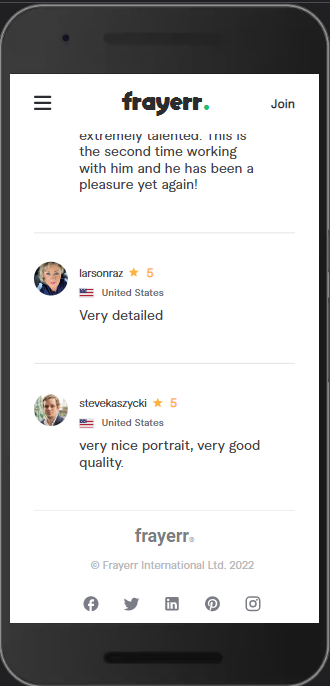 frayerr.
Join
extremely talented. This is
the second time working
with him and he has been a
pleasure yet again!
larsonraz ★ 5
United States
Very detailed
stevekaszycki ★ 5
United States
very nice portrait, very good
quality.
frayerr®
© Frayerr International Ltd. 2022